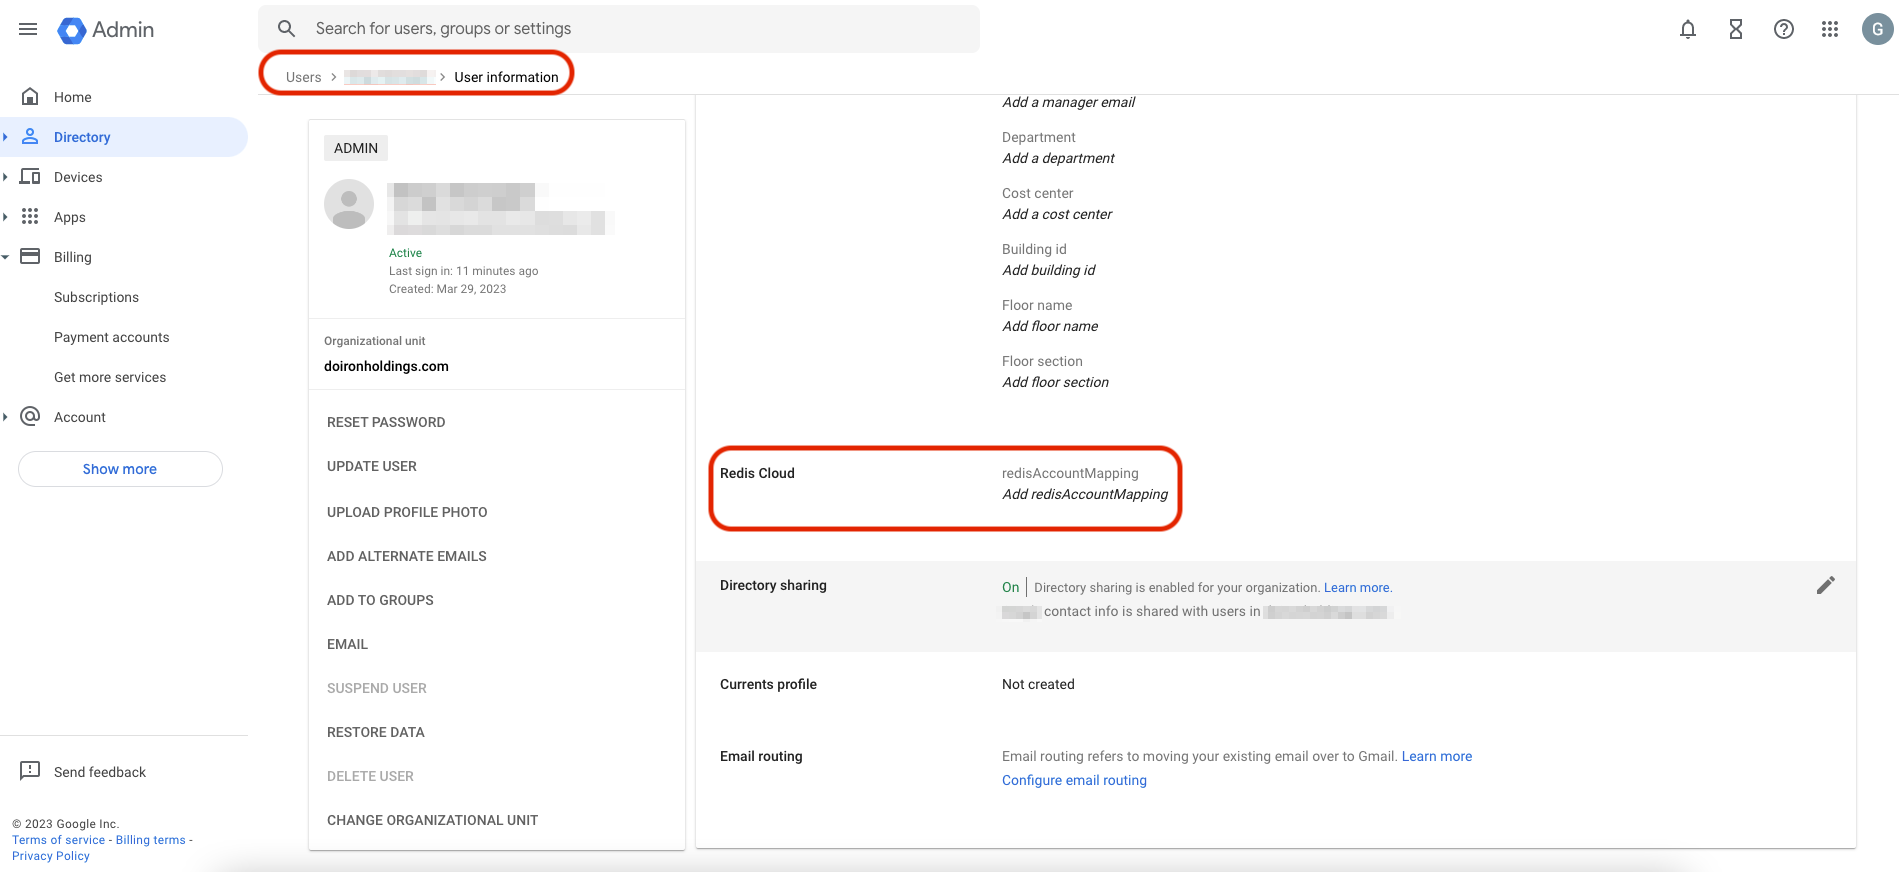 Admin
Search for users, groups or settings
G
Users > > User information
Home
Directory
Devices
Apps
Billing
Subscriptions
Payment accounts
Get more services
Account
Show more
Send feedback
© 2023 Google Inc.
Terms of service - Billing terms -
Privacy Policy
ADMIN
Active
Last sign in: 11 minutes ago
Created: Mar 29, 2023
Organizational unit
doironholdings.com
RESET PASSWORD
UPDATE USER
UPLOAD PROFILE PHOTO
ADD ALTERNATE EMAILS
ADD TO GROUPS
EMAIL
SUSPEND USER
RESTORE DATA
DELETE USER
CHANGE ORGANIZATIONAL UNIT
Add a manager email
Department
Add a department
Cost center
Add a cost center
Building id
Add building id
Floor name
Add floor name
Floor section
Add floor section
Redis Cloud
redisAccountMapping
Add redisAccountMapping
Directory sharing
On | Directory sharing is enabled for your organization. Learn more.
contact info is shared with users in
Currents profile
Not created
Email routing
Email routing refers to moving your existing email over to Gmail. Learn more
Configure email routing